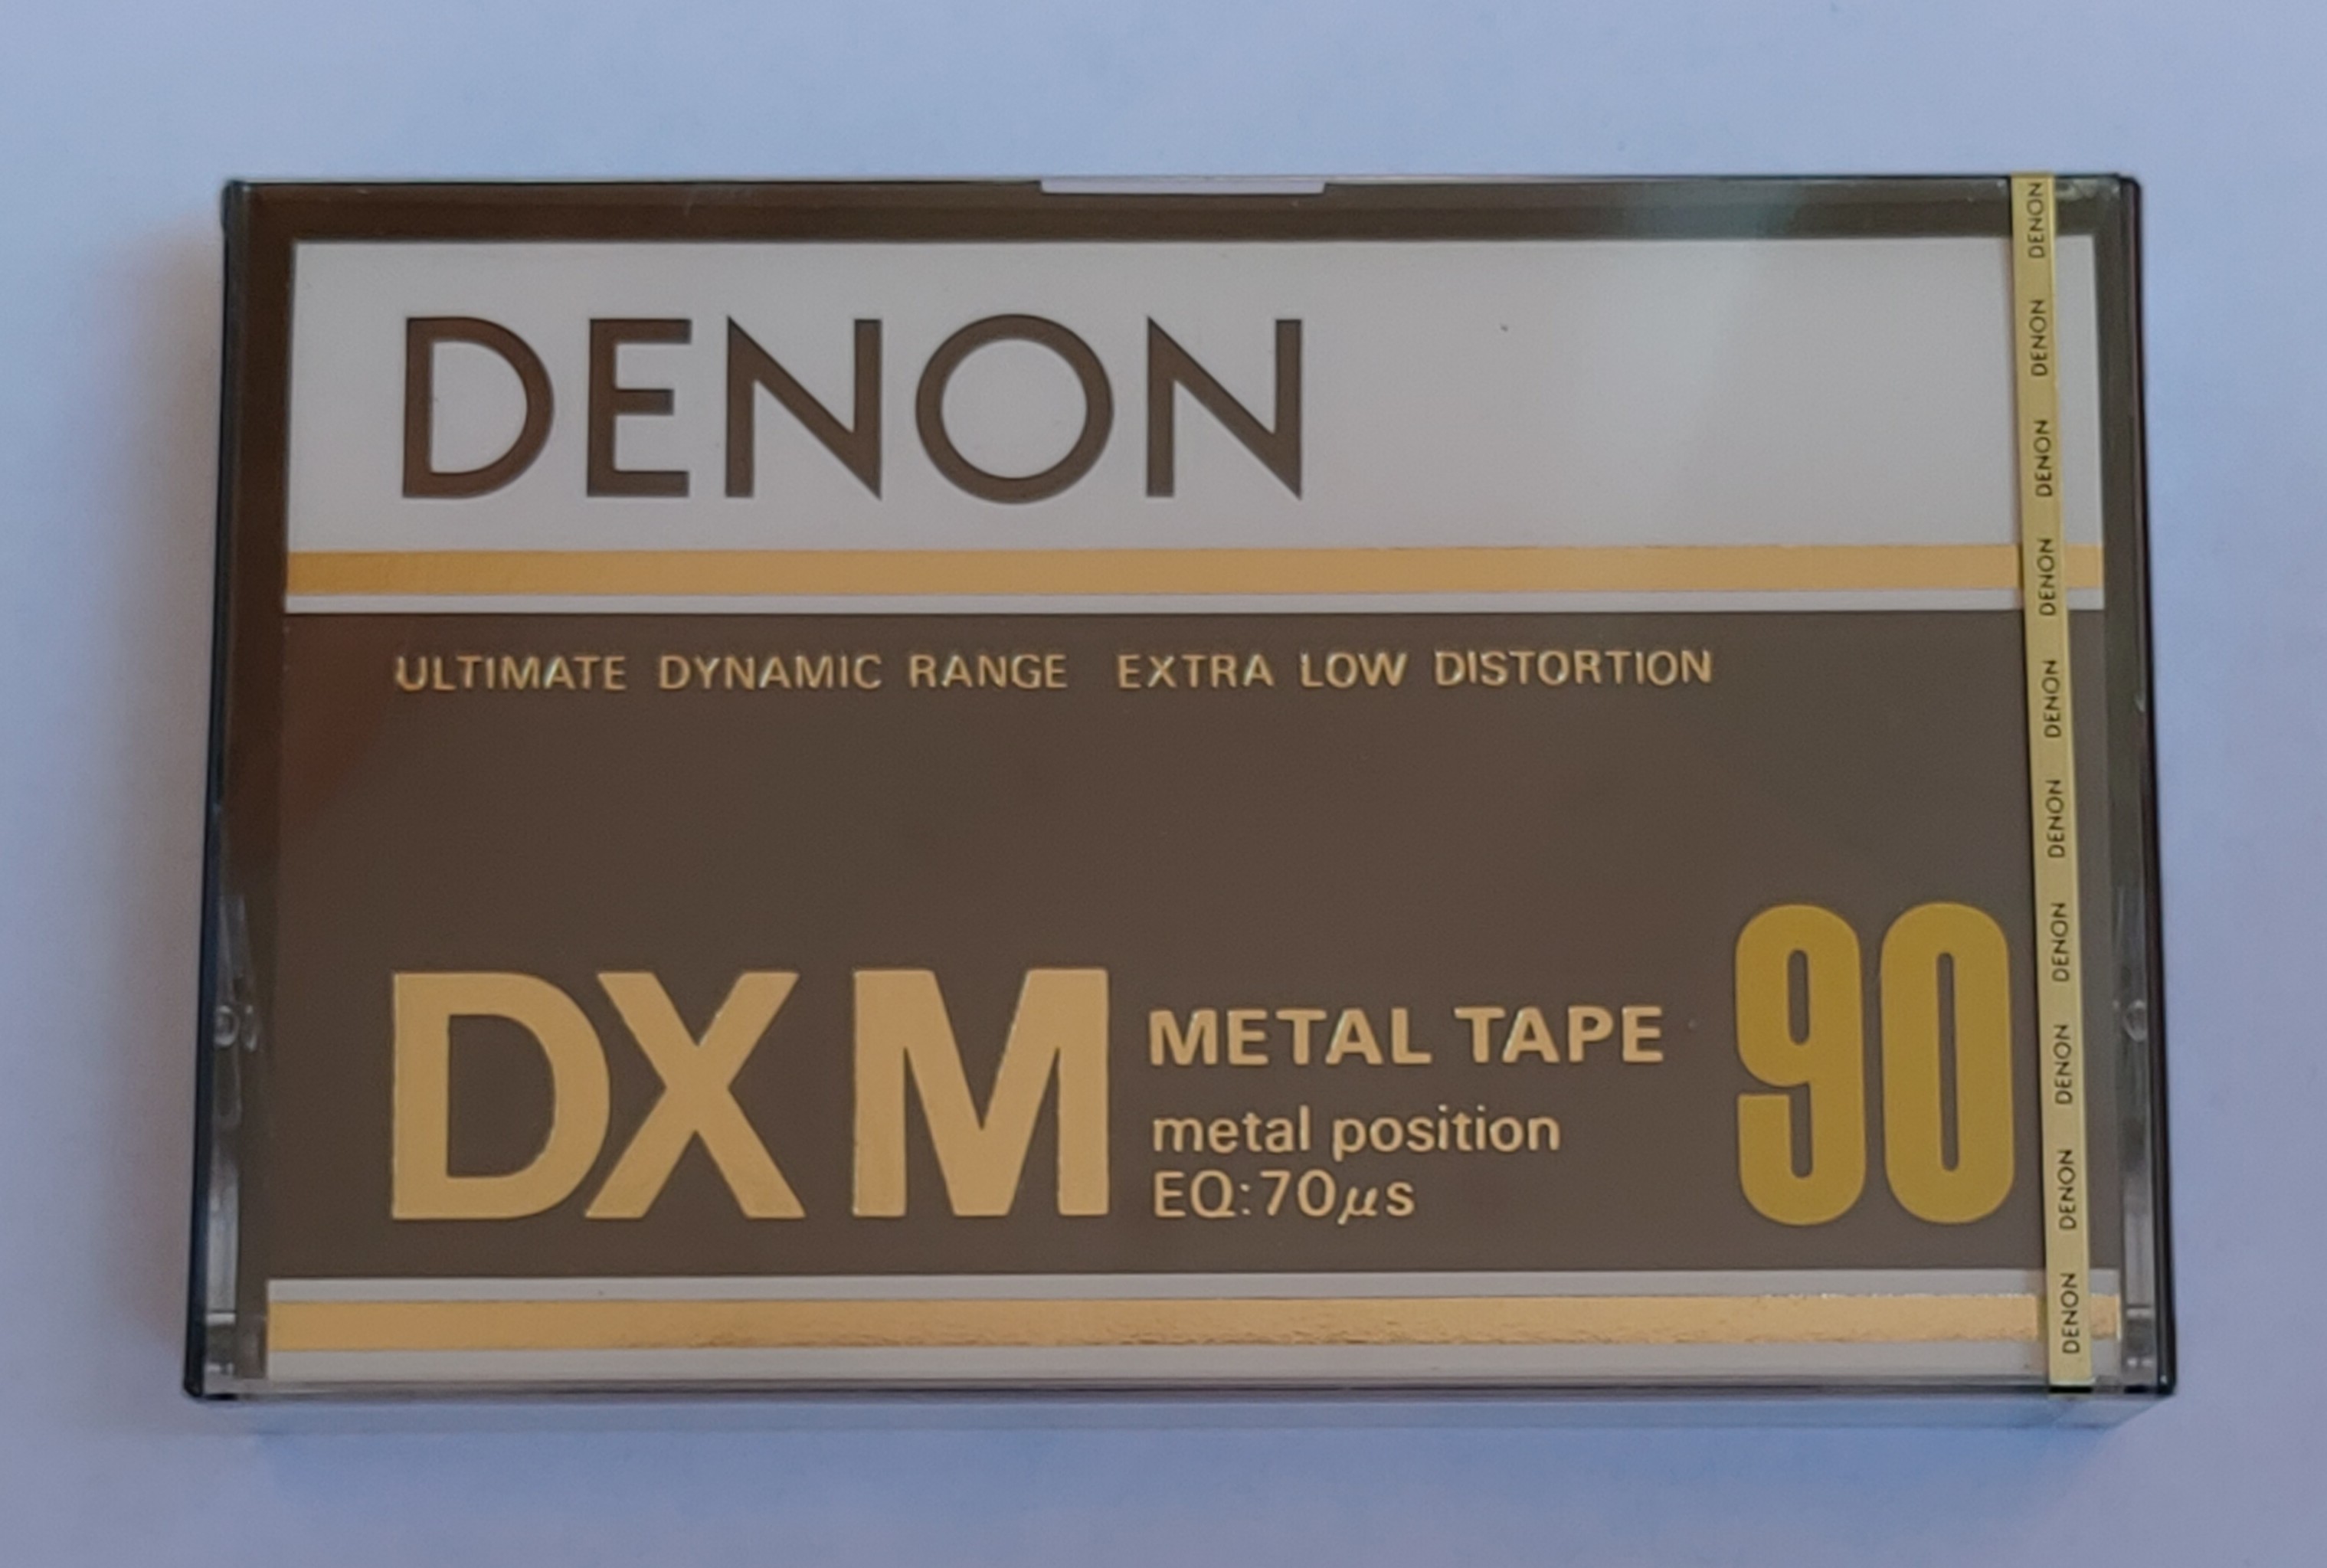 DENON
ULTIMATE DYNAMIC RANGE EXTRA LOW DISTORTION
DX M
METAL TAPE
metal position
EQ:70μs
90
DENON DENON DENON DENON DENON DENON DENON DENON DENON DENON